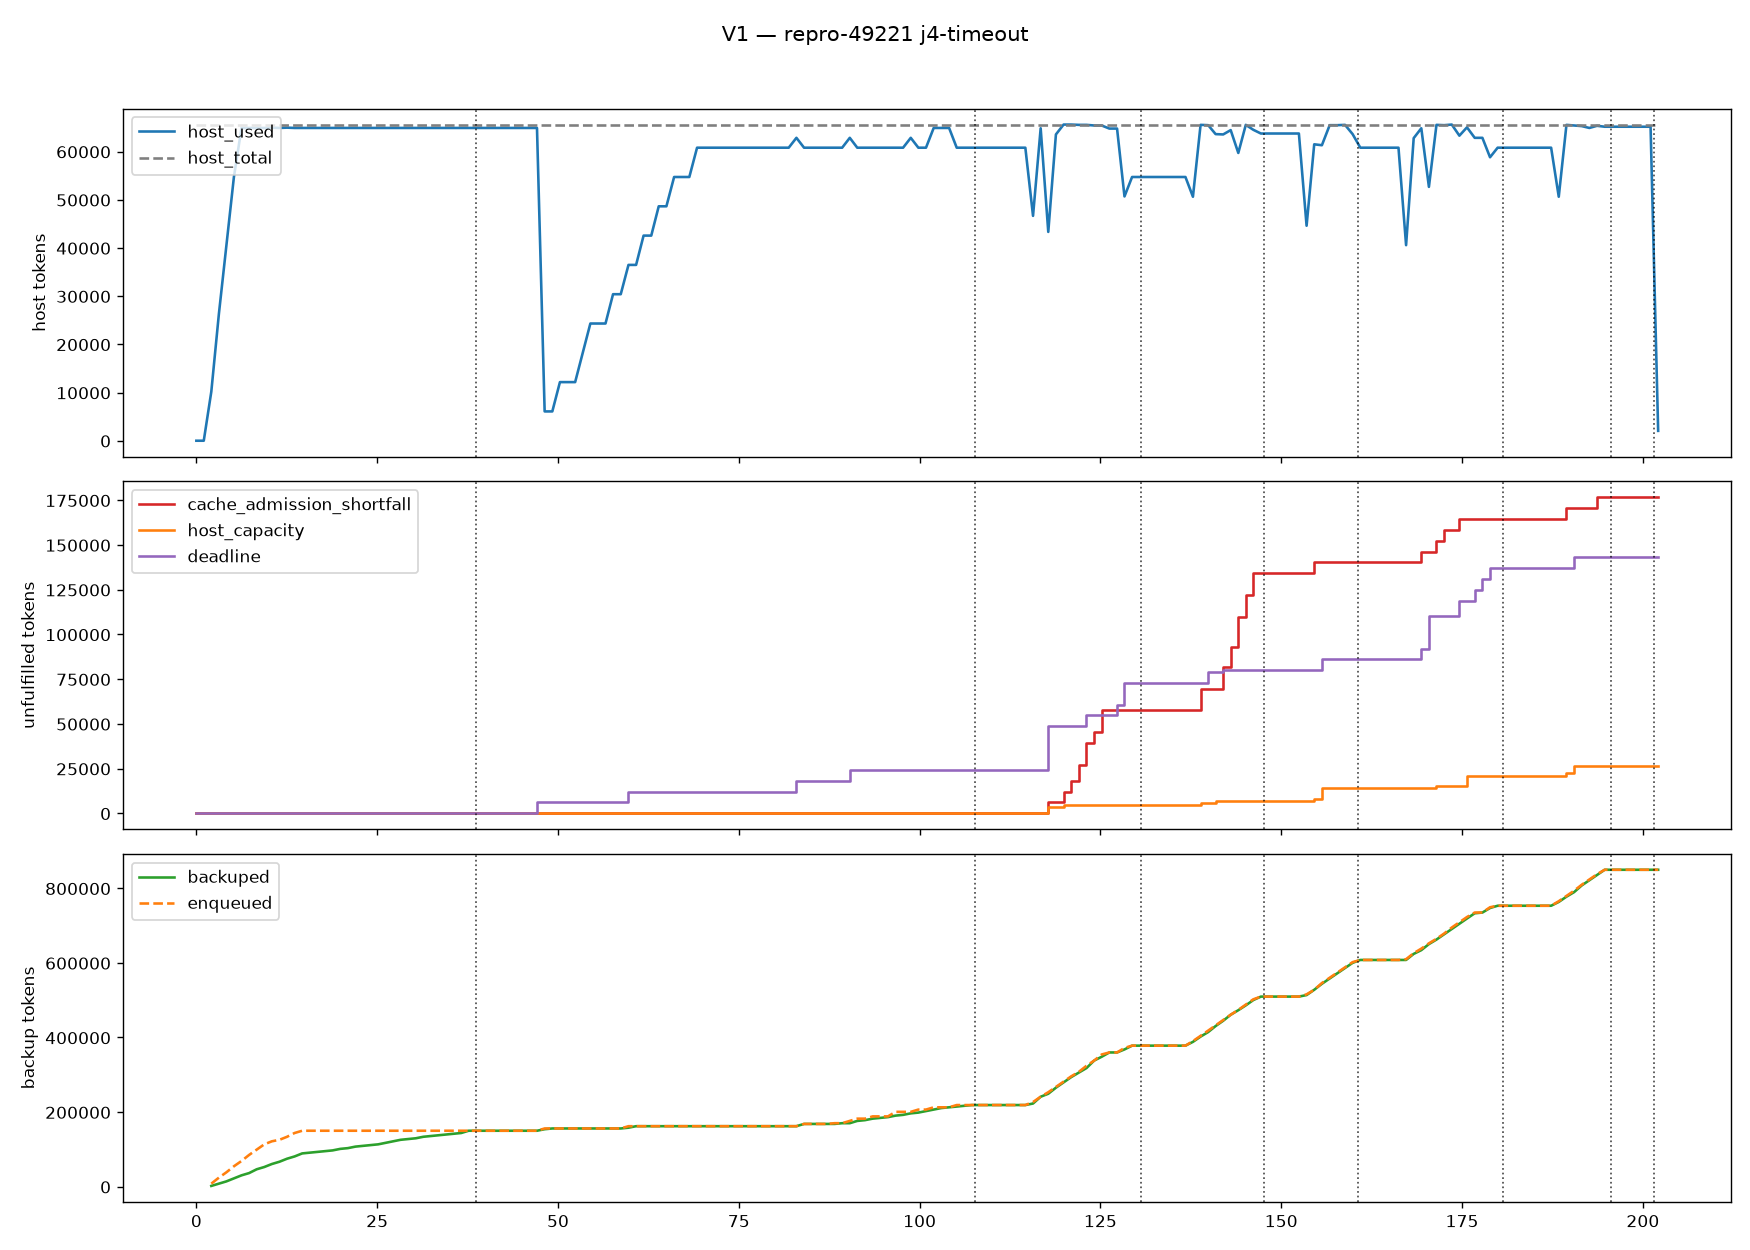 V1 — repro-49221 j4-timeout
host_used
host_total
60000
50000
40000
30000
20000
10000
0
host tokens
cache_admission_shortfall
host_capacity
deadline
175000
150000
125000
100000
75000
50000
25000
0
unfulfilled tokens
backuped
enqueued
800000
600000
400000
200000
0
backup tokens
0 25 50 75 100 125 150 175 200